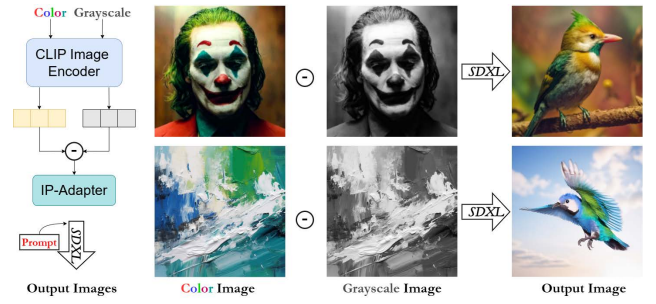 Color Grayscale
CLIP Image
Encoder
-
IP-Adapter
Prompt
SDXL
Output Images
-
SDXL
-
SDXL
Color Image
Grayscale Image
Output Image